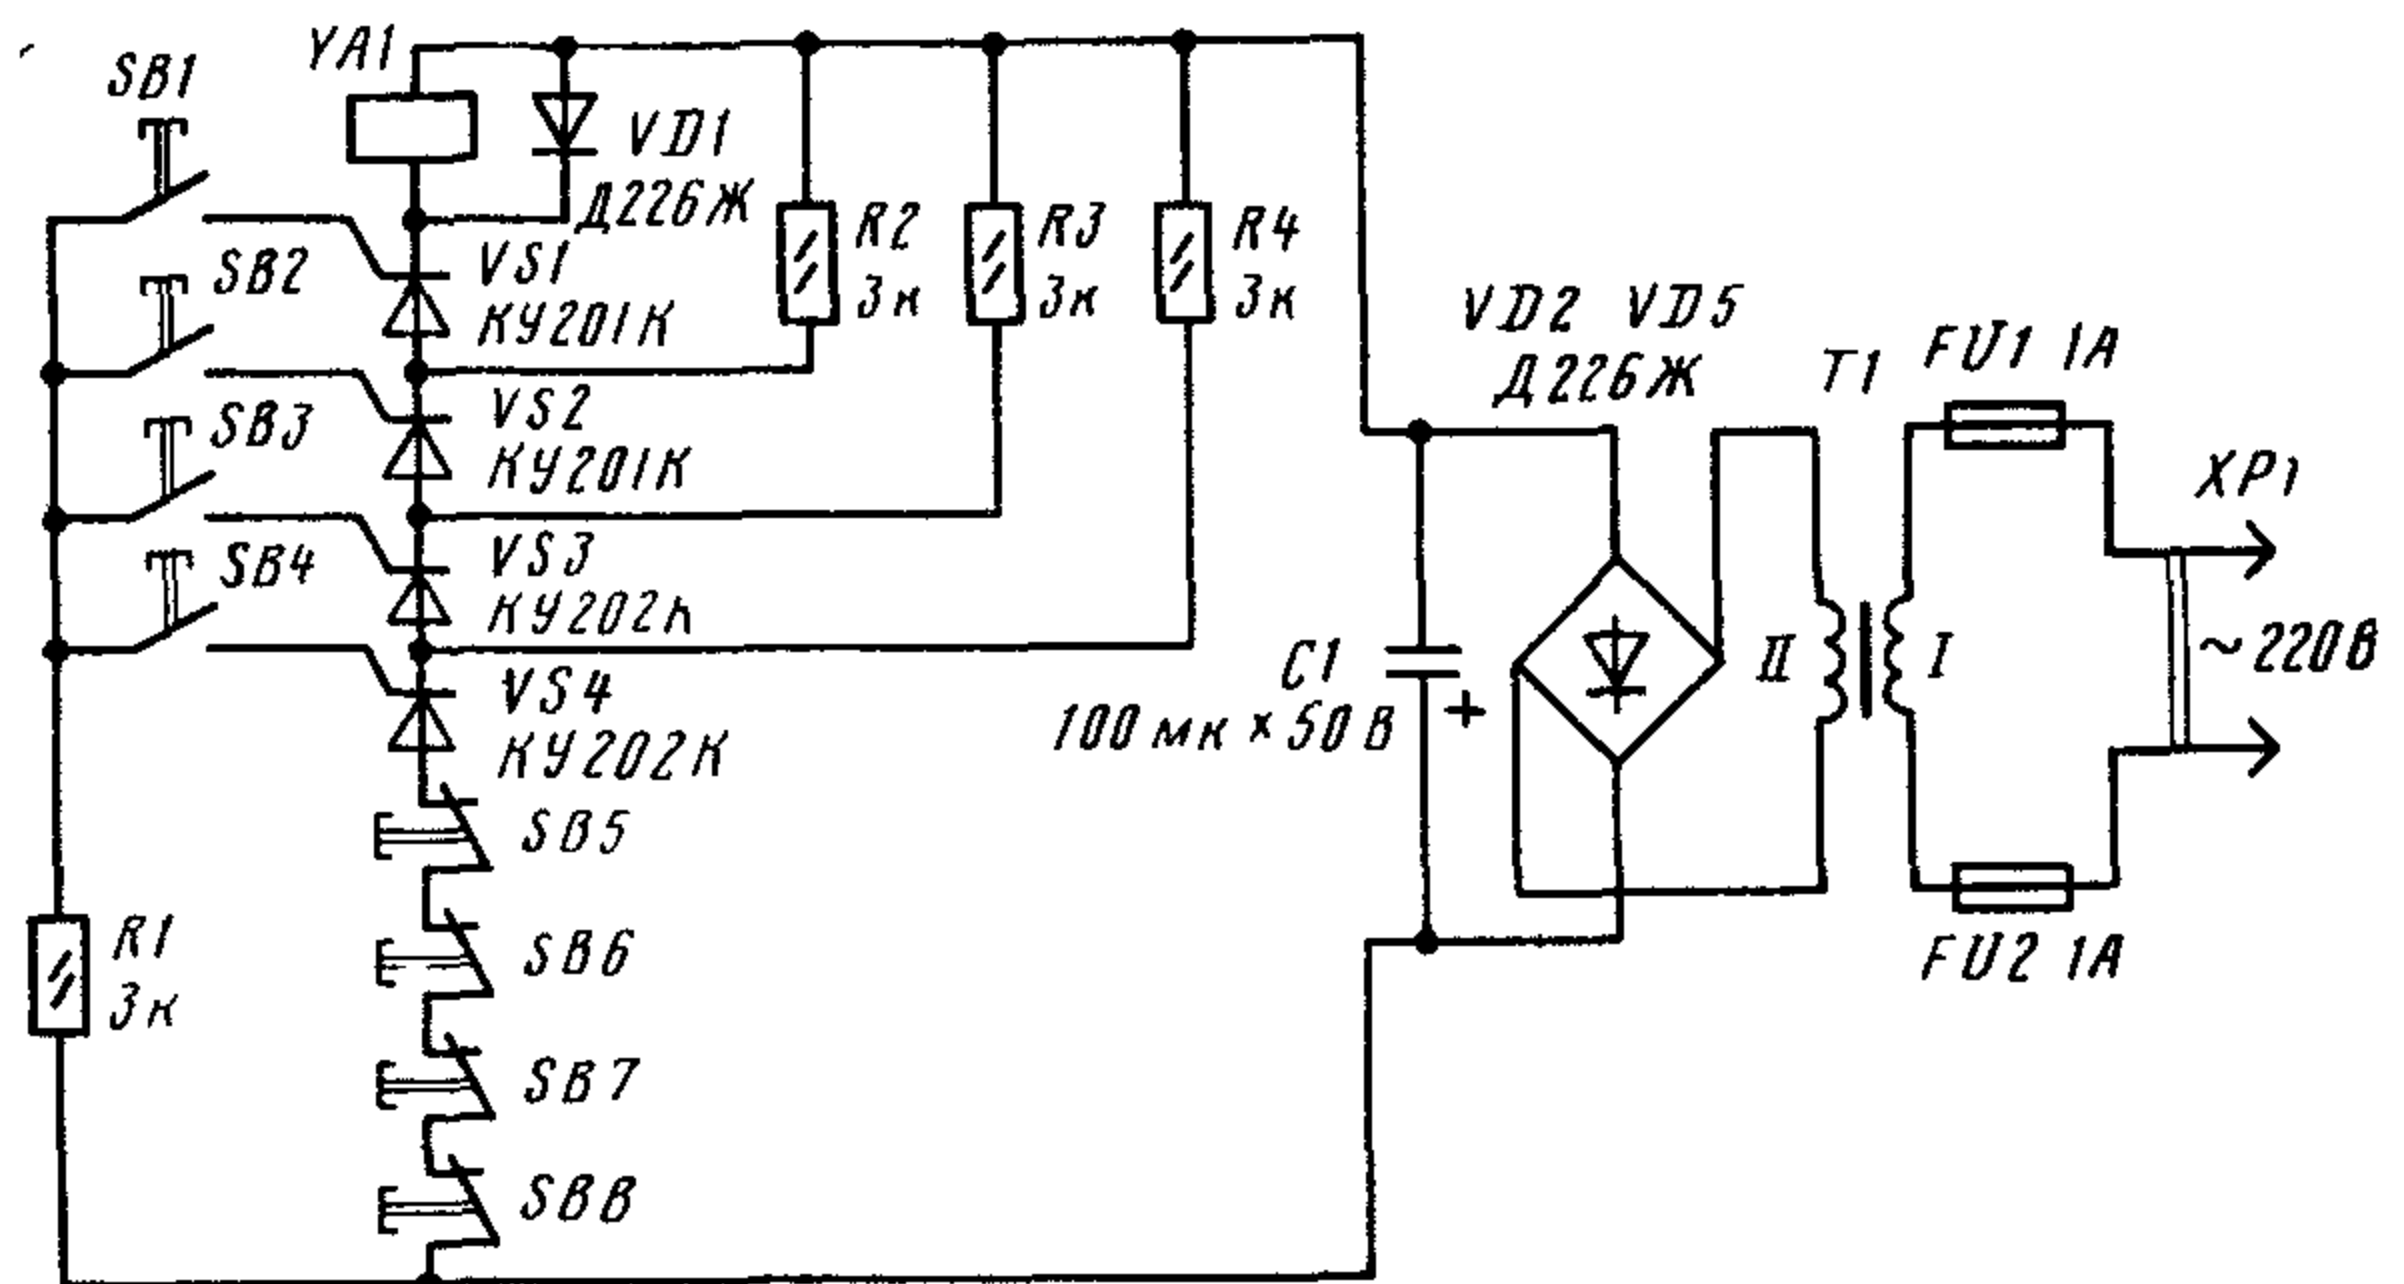 YA1
SB1
VD1
Д226Ж
SB2
VS1
КУ201К
R2
3к
R3
3к
R4
3к
VD2 VD5
Д226Ж
T1
FU1 1А
SB3
VS2
КУ201К
XP1
SB4
VS3
КУ202К
~220В
C1
100 мк × 50 В
+
II
I
VS4
КУ202К
SB5
R1
3к
SB6
FU2 1А
SB7
SB8